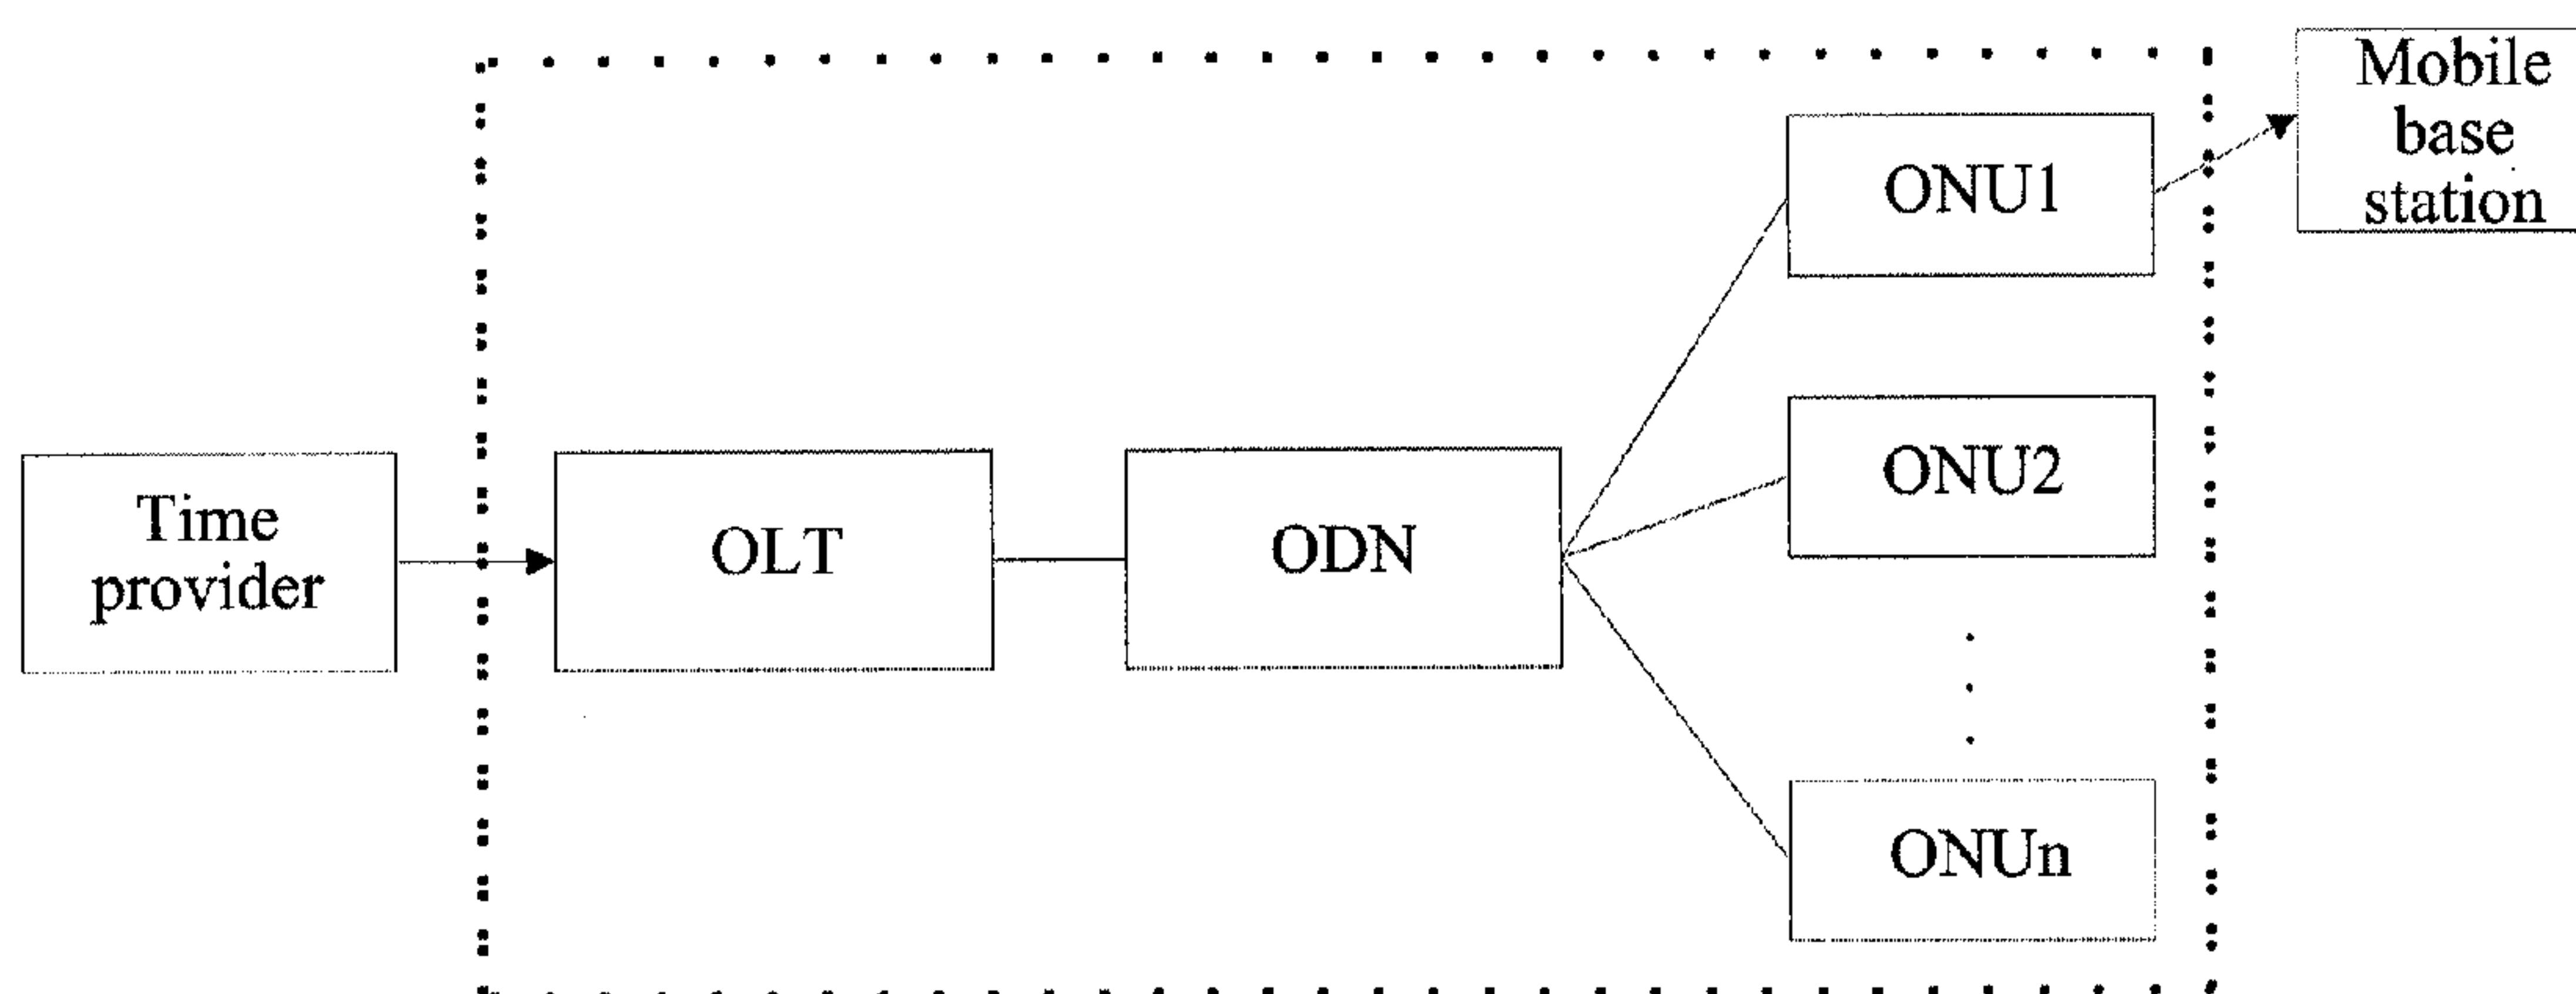 Time
provider
OLT
ODN
ONU1
ONU2
ONUn
Mobile
base
station